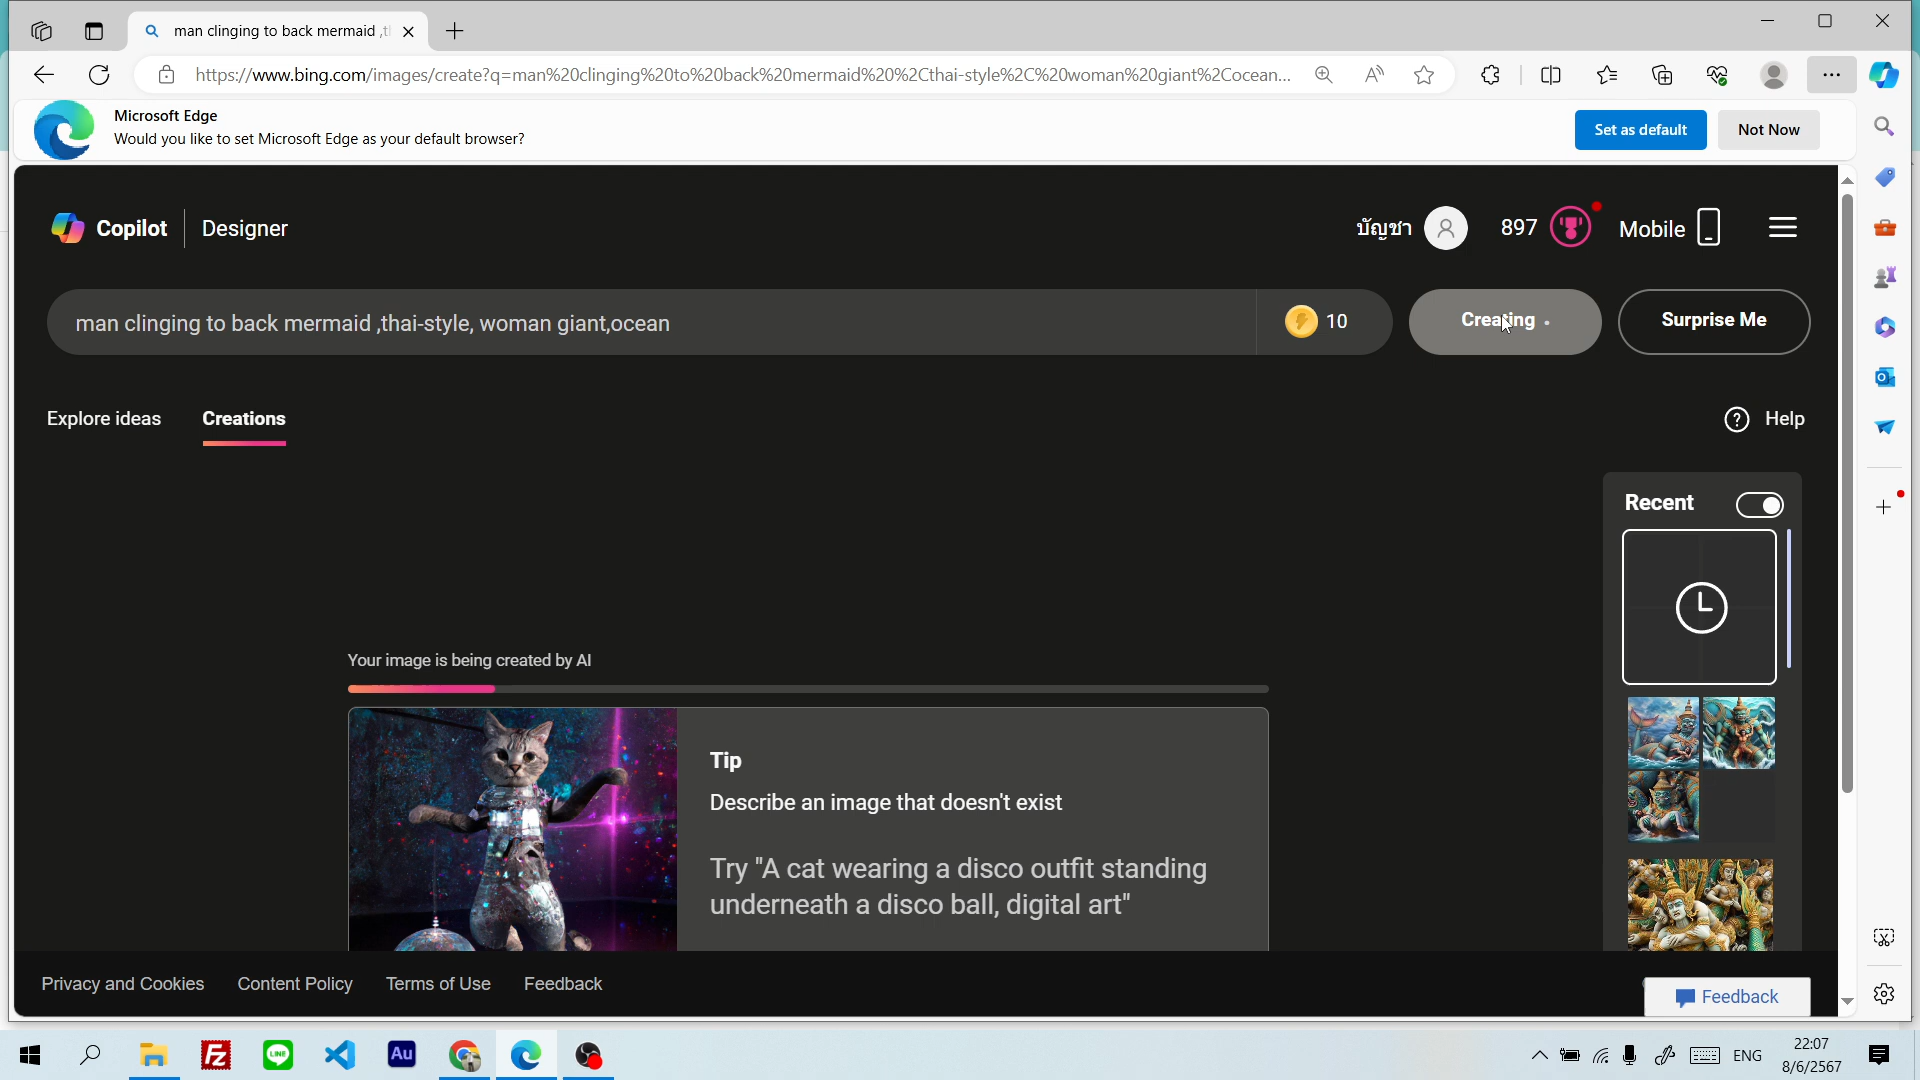 man clinging to back mermaid ,t
https://www.bing.com/images/create?q=man%20clinging%20to%20back%20mermaid%20%2Cthai-style%2C%20woman%20giant%2Cocean...
Microsoft Edge
Would you like to set Microsoft Edge as your default browser?
Set as default
Not Now
Copilot
Designer
บัญชา
897
Mobile
man clinging to back mermaid ,thai-style, woman giant,ocean
10
Creating
Surprise Me
Explore ideas
Creations
Help
Recent
Your image is being created by AI
Tip
Describe an image that doesn't exist
Try "A cat wearing a disco outfit standing
underneath a disco ball, digital art"
Privacy and Cookies
Content Policy
Terms of Use
Feedback
Feedback
LINE
Au
ENG
22:07
8/6/2567